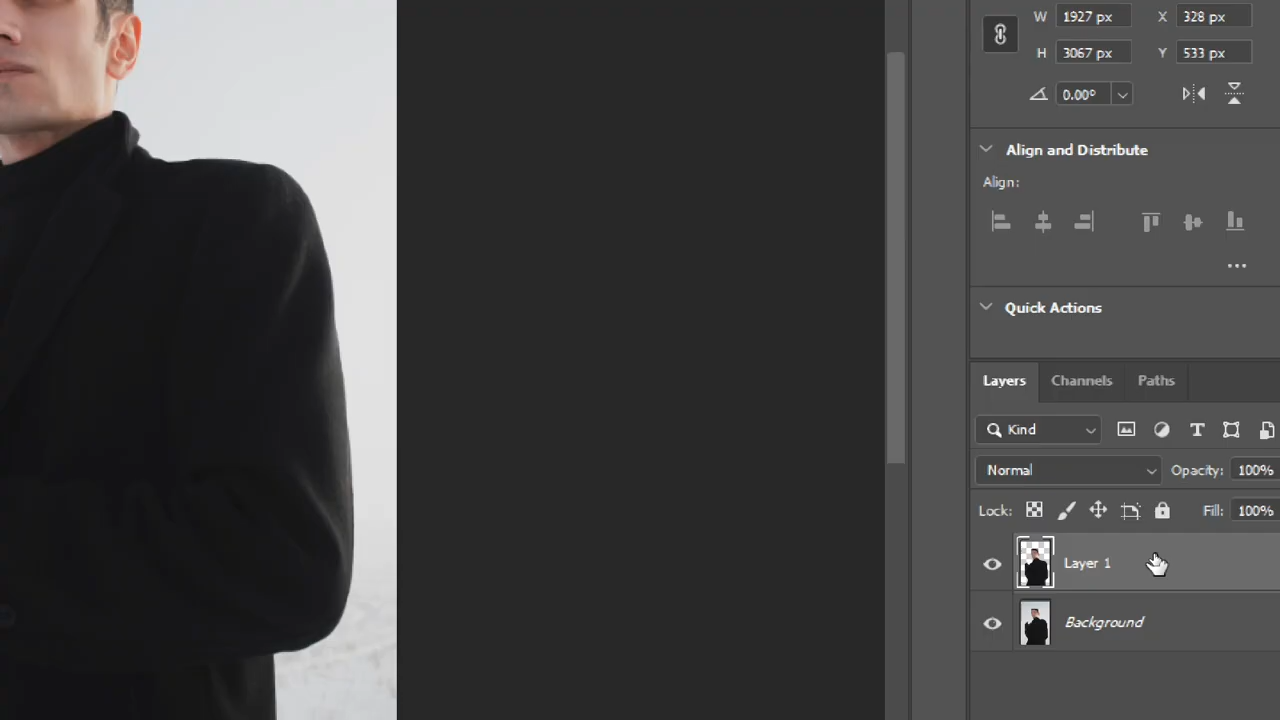 W 1927 px X 328 px
H 3067 px Y 533 px
0.00°
Align and Distribute
Align:
Quick Actions
Layers Channels Paths
Kind
Normal Opacity: 100%
Lock: Fill: 100%
Layer 1
Background